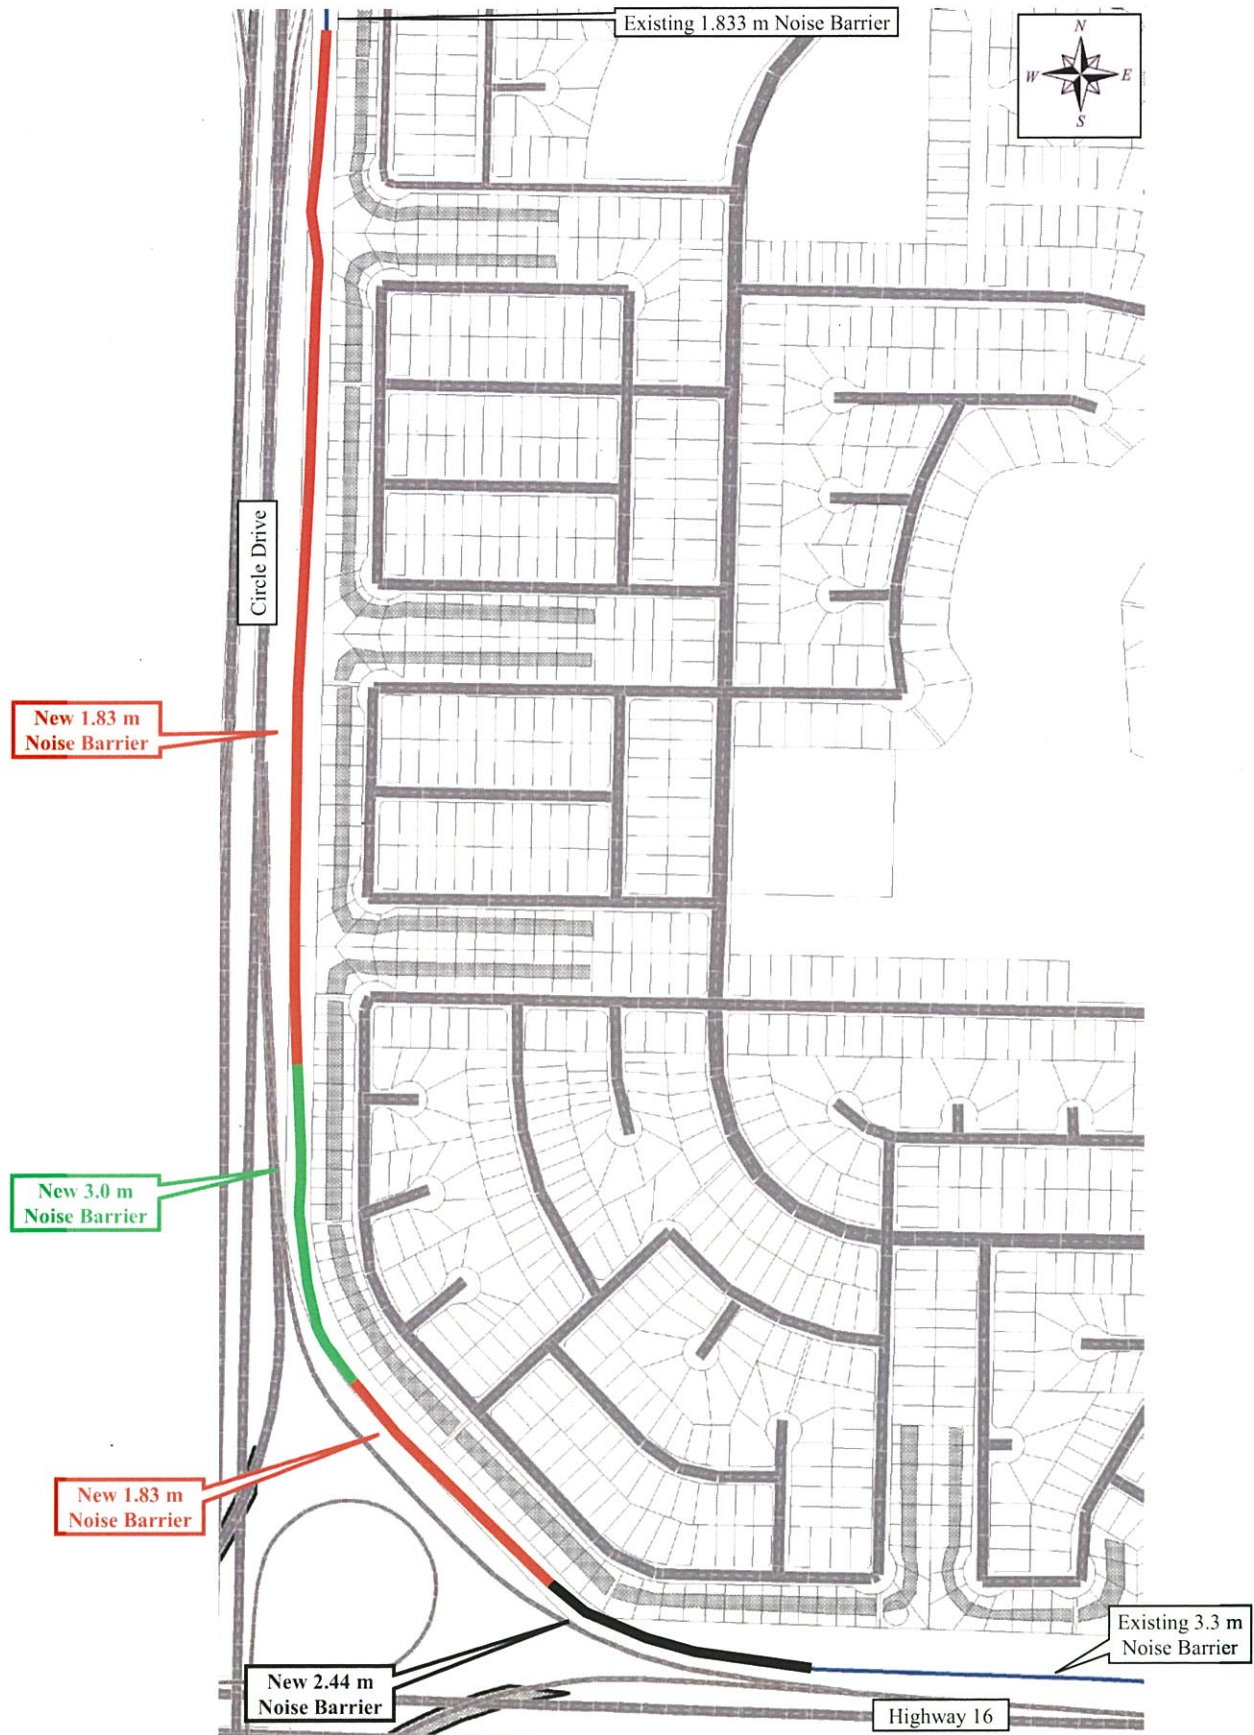 Existing 1.833 m Noise Barrier
N
W E
S
Circle Drive
New 1.83 m
Noise Barrier
New 3.0 m
Noise Barrier
New 1.83 m
Noise Barrier
Existing 3.3 m
Noise Barrier
New 2.44 m
Noise Barrier
Highway 16